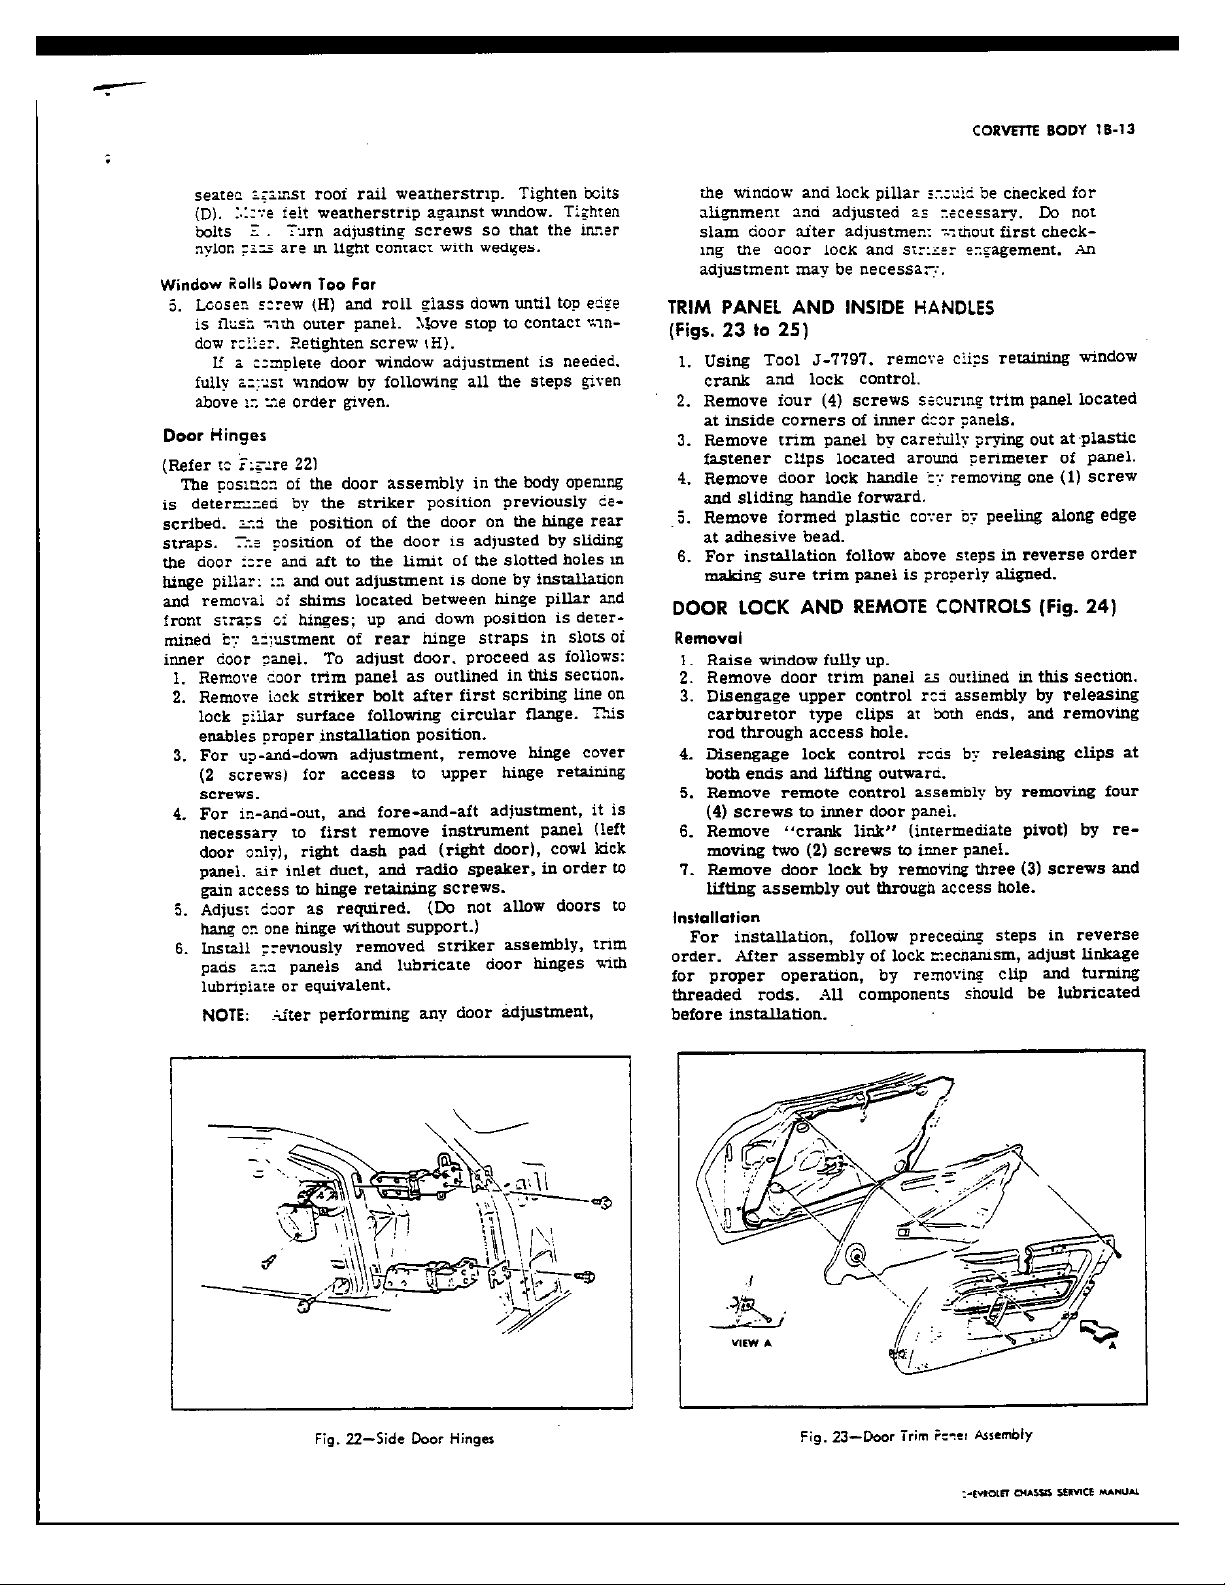 CORVETTE BODY 1B-13
seated against roof rail weatherstrip. Tighten bolts
(D). Move felt weatherstrip against window. Tighten
bolts . Turn adjusting screws so that the inner
nylon pads are in light contact with wedges.
Window Rolls Down Too Far
5. Loosen screw (H) and roll glass down until top edge
is flush with outer panel. Move stop to contact win-
dow roller. Retighten screw (H).
If a complete door window adjustment is needed,
fully adjust window by following all the steps given
above in the order given.
Door Hinges
(Refer to Figure 22)
The position of the door assembly in the body opening
is determined by the striker position previously de-
scribed, and the position of the door on the hinge rear
straps. The position of the door is adjusted by sliding
the door fore and aft to the limit of the slotted holes in
hinge pillar; in and out adjustment is done by installation
and removal of shims located between hinge pillar and
front straps of hinges; up and down position is deter-
mined by adjustment of rear hinge straps in slots of
inner door panel. To adjust door, proceed as follows:
1. Remove door trim panel as outlined in this section.
2. Remove lock striker bolt after first scribing line on
lock pillar surface following circular flange. This
enables proper installation position.
3. For up-and-down adjustment, remove hinge cover
(2 screws) for access to upper hinge retaining
screws.
4. For in-and-out, and fore-and-aft adjustment, it is
necessary to first remove instrument panel (left
door only), right dash pad (right door), cowl kick
panel, air inlet duct, and radio speaker, in order to
gain access to hinge retaining screws.
5. Adjust door as required. (Do not allow doors to
hang on one hinge without support.)
6. Install previously removed striker assembly, trim
pads and panels and lubricate door hinges with
lubriplate or equivalent.
NOTE: After performing any door adjustment,
Fig. 22—Side Door Hinges
the window and lock pillar should be checked for
alignment and adjusted as necessary. Do not
slam door after adjustment without first check-
ing the door lock and striker engagement. An
adjustment may be necessary.
TRIM PANEL AND INSIDE HANDLES
(Figs. 23 to 25)
1. Using Tool J-7797, remove clips retaining window
crank and lock control.
2. Remove four (4) screws securing trim panel located
at inside corners of inner door panels.
3. Remove trim panel by carefully prying out at plastic
fastener clips located around perimeter of panel.
4. Remove door lock handle by removing one (1) screw
and sliding handle forward.
5. Remove formed plastic cover by peeling along edge
at adhesive bead.
6. For installation follow above steps in reverse order
making sure trim panel is properly aligned.
DOOR LOCK AND REMOTE CONTROLS (Fig. 24)
Removal
1. Raise window fully up.
2. Remove door trim panel as outlined in this section.
3. Disengage upper control rod assembly by releasing
carburetor type clips at both ends, and removing
rod through access hole.
4. Disengage lock control rods by releasing clips at
both ends and lifting outward.
5. Remove remote control assembly by removing four
(4) screws to inner door panel.
6. Remove "crank link" (intermediate pivot) by re-
moving two (2) screws to inner panel.
7. Remove door lock by removing three (3) screws and
lifting assembly out through access hole.
Installation
For installation, follow preceding steps in reverse
order. After assembly of lock mechanism, adjust linkage
for proper operation, by removing clip and turning
threaded rods. All components should be lubricated
before installation.
VIEW A
A
Fig. 23—Door Trim Panel Assembly
CHEVROLET CHASSIS SERVICE MANUAL